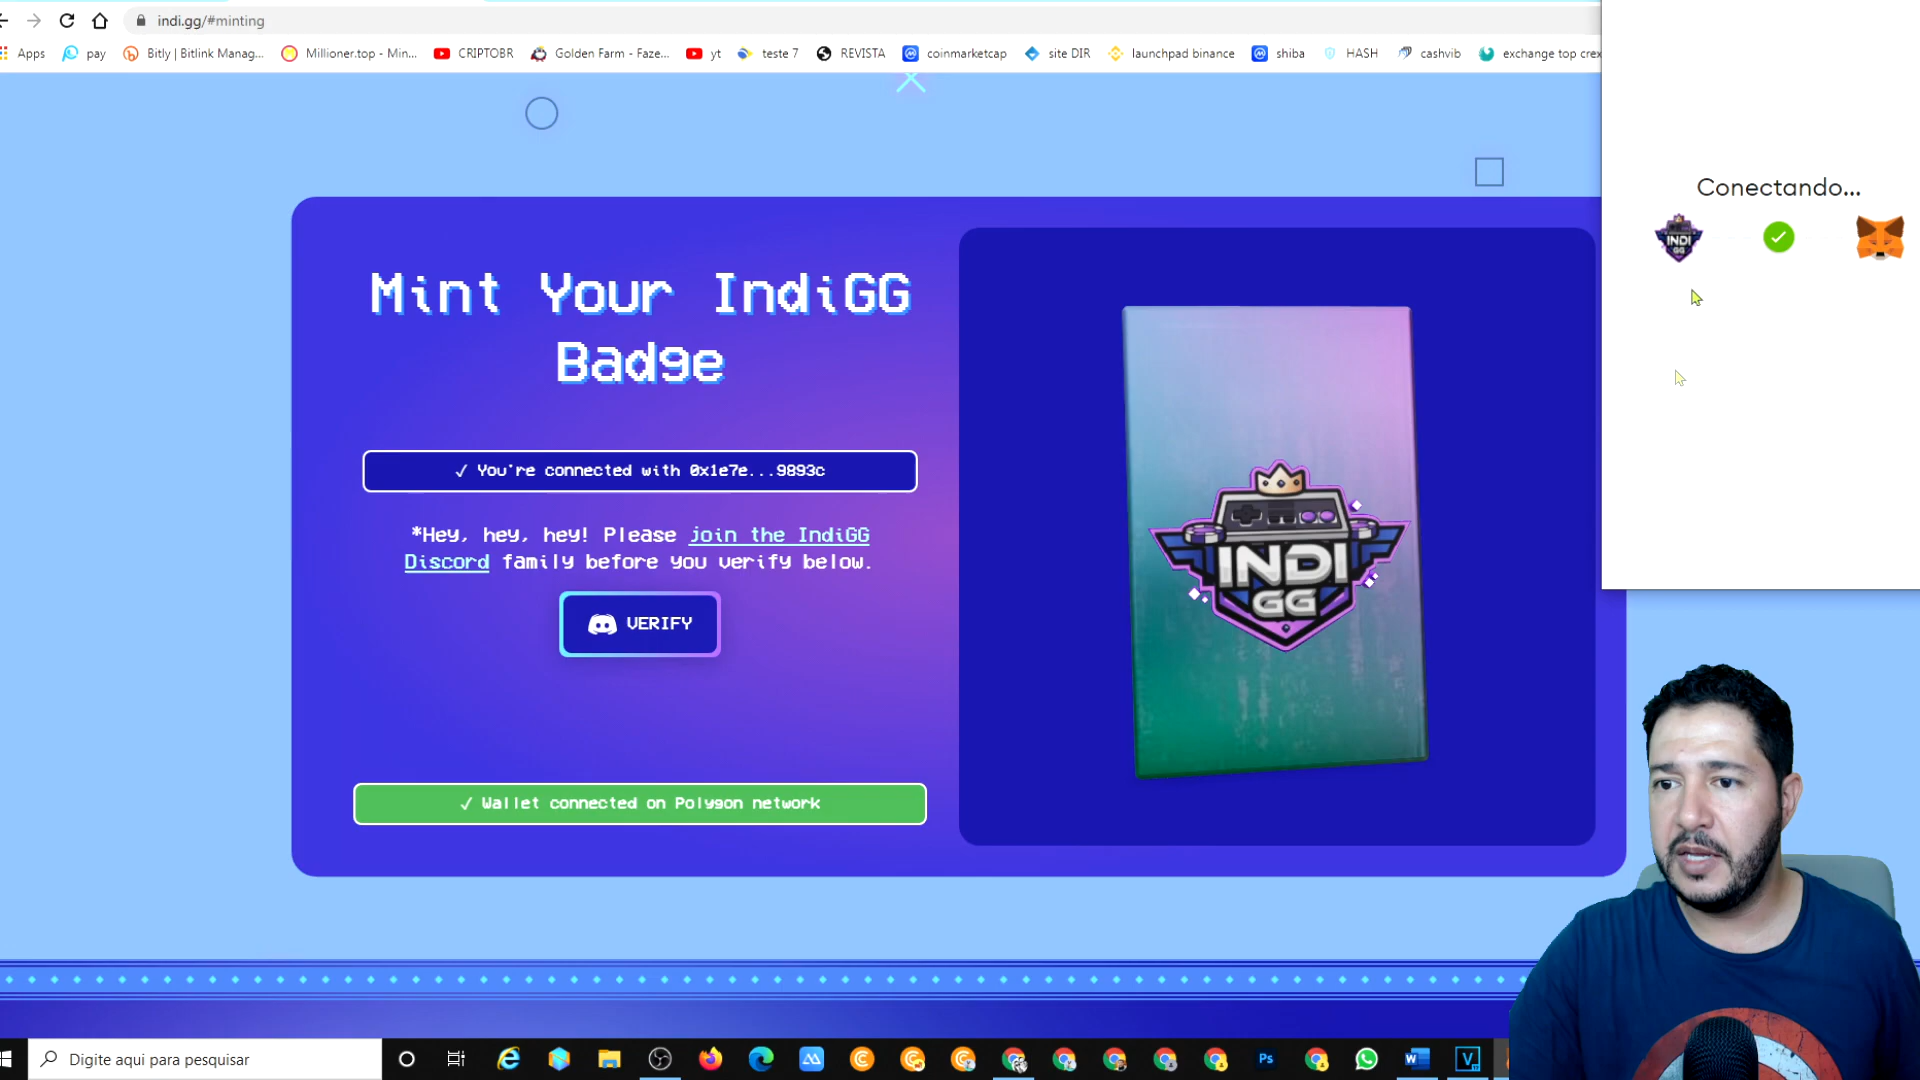 indi.gg/#minting
Apps
pay
Bitly | Bitlink Manag...
Millioner.top - Min...
CRIPTOBR
Golden Farm - Faze...
yt
teste 7
REVISTA
coinmarketcap
site DIR
launchpad binance
shiba
HASH
cashvib
exchange top crex
Conectando...
INDI
GG
Mint Your IndiGG
Badge
✓ You're connected with 0x1e7e...9893c
*Hey, hey, hey! Please join the IndiGG
Discord family before you verify below.
VERIFY
✓ Wallet connected on Polygon network
INDI
GG
Digite aqui para pesquisar
Ps
W
V